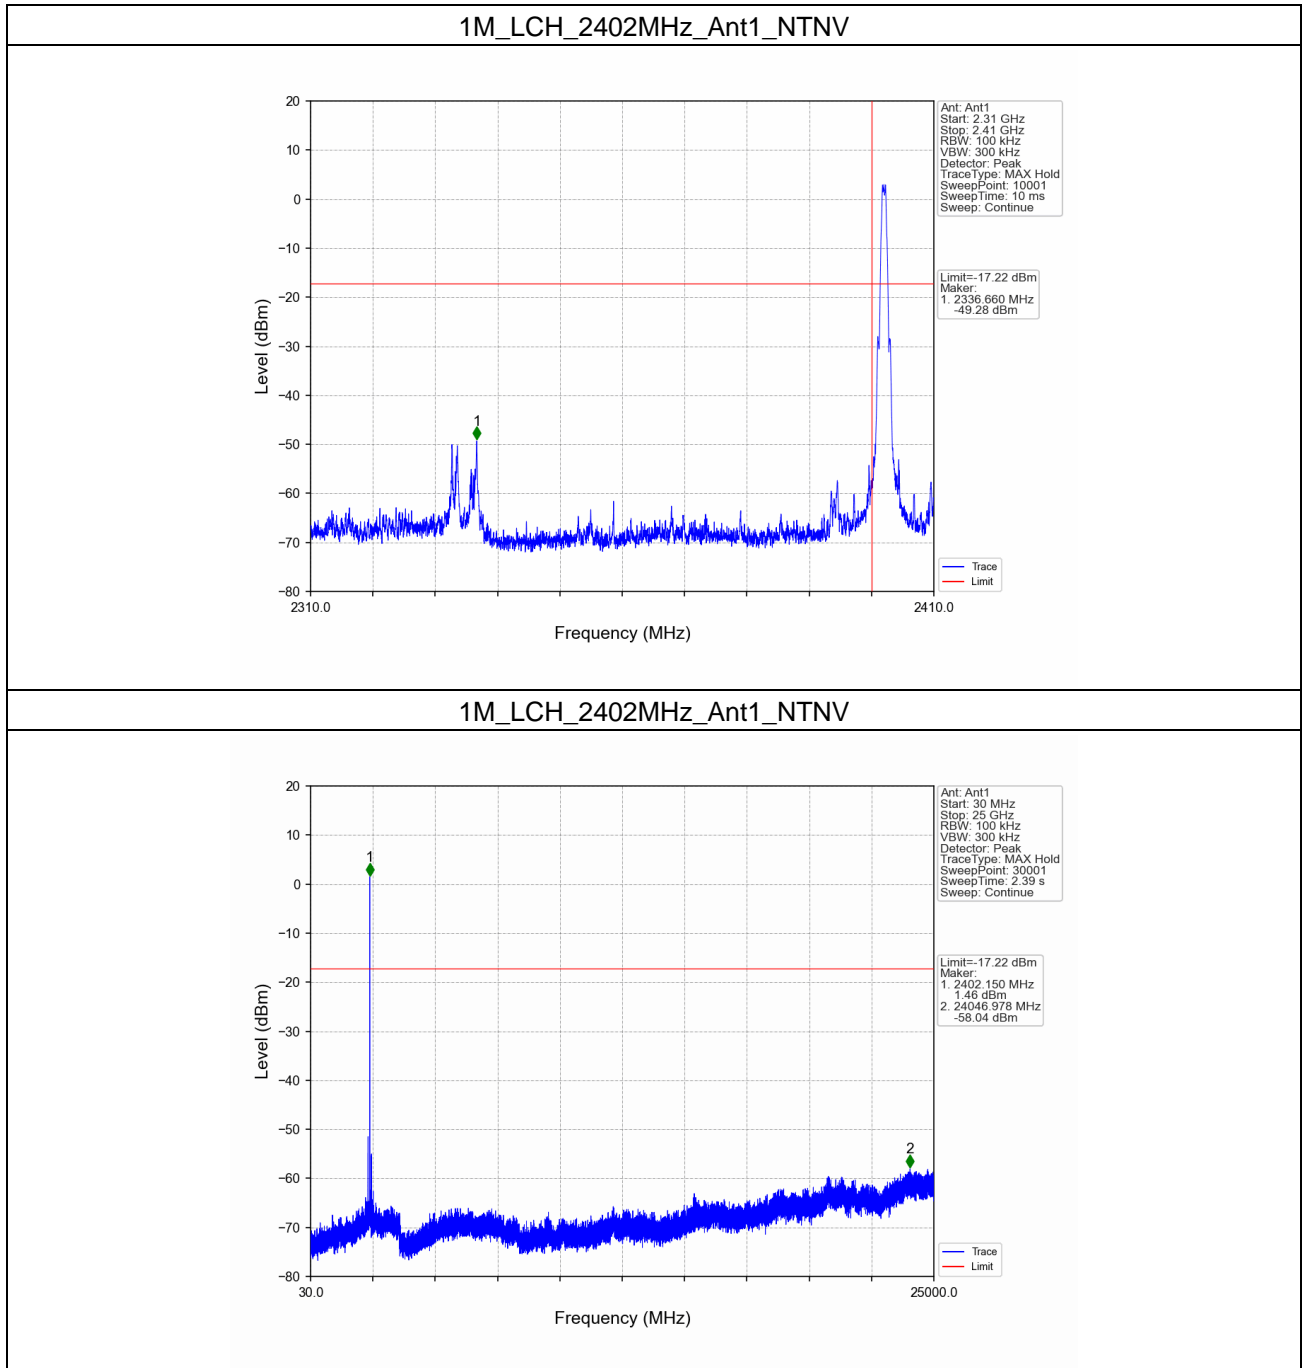 1M_LCH_2402MHz_Ant1_NTNV
20
10
0
−10
−20
−30
−40
−50
−60
−70
−80
Level (dBm)
1
2310.0
2410.0
Frequency (MHz)
Ant: Ant1
Start: 2.31 GHz
Stop: 2.41 GHz
RBW: 100 kHz
VBW: 300 kHz
Detector: Peak
TraceType: MAX Hold
SweepPoint: 10001
SweepTime: 10 ms
Sweep: Continue
Limit=-17.22 dBm
Maker:
1. 2336.660 MHz
-49.28 dBm
Trace
Limit
1M_LCH_2402MHz_Ant1_NTNV
20
10
0
−10
−20
−30
−40
−50
−60
−70
−80
Level (dBm)
1
2
30.0
25000.0
Frequency (MHz)
Ant: Ant1
Start: 30 MHz
Stop: 25 GHz
RBW: 100 kHz
VBW: 300 kHz
Detector: Peak
TraceType: MAX Hold
SweepPoint: 30001
SweepTime: 2.39 s
Sweep: Continue
Limit=-17.22 dBm
Maker:
1. 2402.150 MHz
1.46 dBm
2. 24046.978 MHz
-58.04 dBm
Trace
Limit